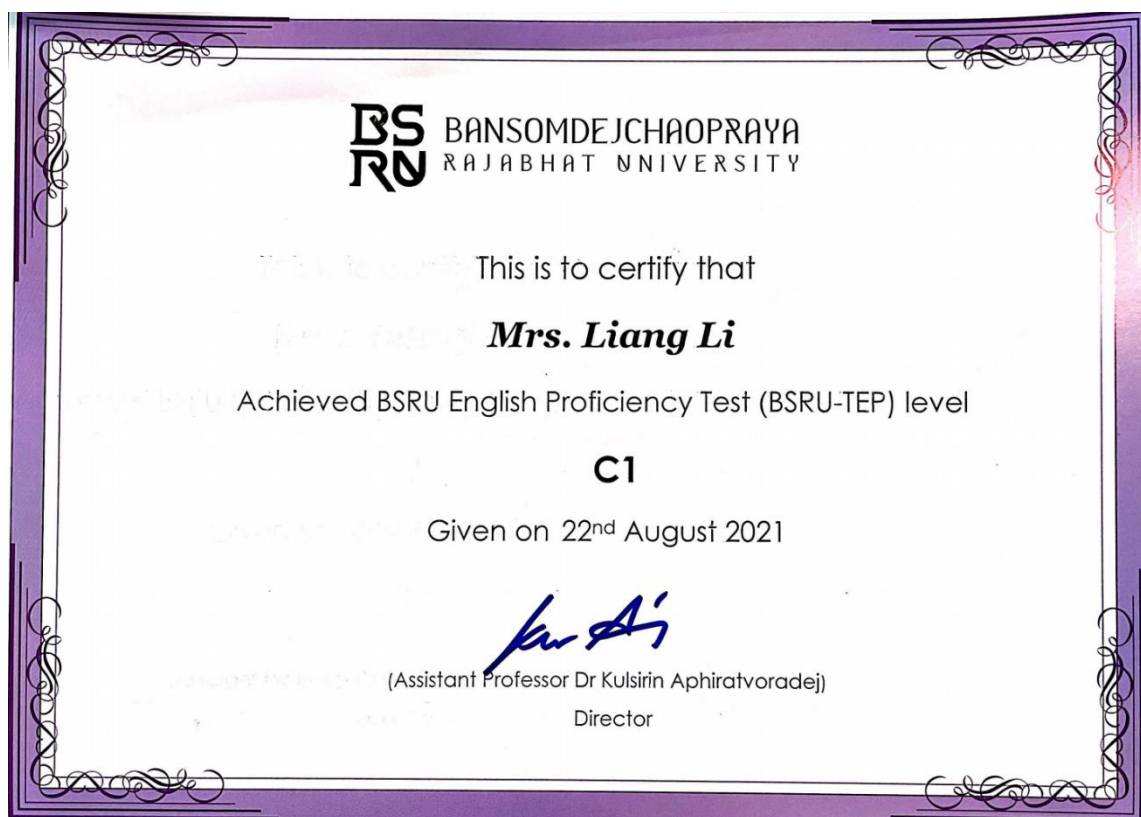 BS
RU
BANSOMDEJCHAOPRAYA
RAJABHAT UNIVERSITY
This is to certify that
Mrs. Liang Li
Achieved BSRU English Proficiency Test (BSRU-TEP) level
C1
Given on 22nd August 2021
(Assistant Professor Dr Kulsirin Aphiratvoradej)
Director